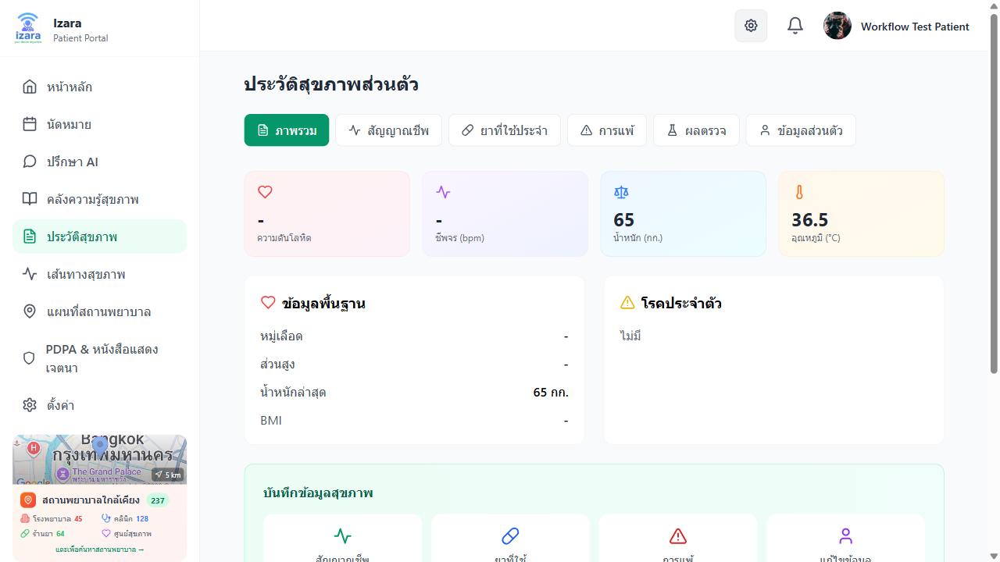 izara
Izara
Patient Portal
หน้าหลัก
นัดหมาย
ปรึกษา AI
คลังความรู้สุขภาพ
ประวัติสุขภาพ
เส้นทางสุขภาพ
แผนที่สถานพยาบาล
PDPA & หนังสือแสดง
เจตนา
ตั้งค่า
Bangkok
กรุงเทพมหานคร
The Grand Palace
5 km
สถานพยาบาลใกล้เคียง 237
โรงพยาบาล 45
คลินิก 128
ร้านยา 64
ศูนย์สุขภาพ
แตะเพื่อค้นหาสถานพยาบาล →
Workflow Test Patient
ประวัติสุขภาพส่วนตัว
ภาพรวม
สัญญาณชีพ
ยาที่ใช้ประจำ
การแพ้
ผลตรวจ
ข้อมูลส่วนตัว
-
ความดันโลหิต
-
ชีพจร (bpm)
65
น้ำหนัก (กก.)
36.5
อุณหภูมิ (°C)
ข้อมูลพื้นฐาน
หมู่เลือด -
ส่วนสูง -
น้ำหนักล่าสุด 65 กก.
BMI -
โรคประจำตัว
ไม่มี
บันทึกข้อมูลสุขภาพ
สัญญาณชีพ
ยาที่ใช้
การแพ้
แก้ไขข้อมูล